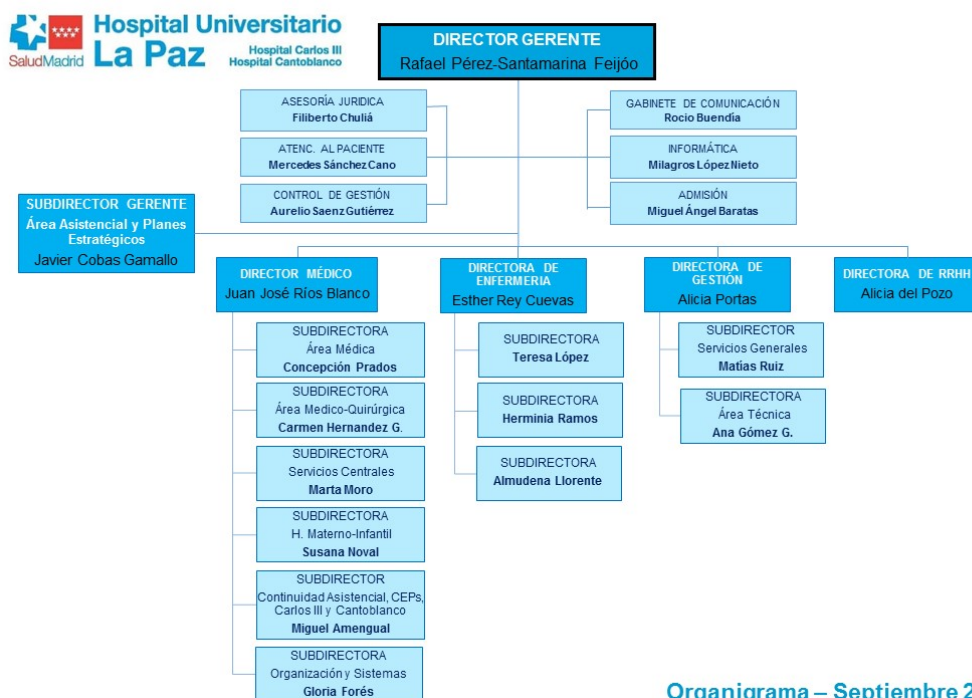 Hospital Universitario
La Paz
Hospital Carlos III
Hospital Cantoblanco
SaludMadrid
DIRECTOR GERENTE
Rafael Pérez-Santamarina Feijóo
ASESORÍA JURIDICA
Filiberto Chuliá
GABINETE DE COMUNICACIÓN
Rocío Buendía
ATENC. AL PACIENTE
Mercedes Sánchez Cano
INFORMÁTICA
Milagros López Nieto
CONTROL DE GESTIÓN
Aurelio Saenz Gutiérrez
ADMISIÓN
Miguel Ángel Baratas
SUBDIRECTOR GERENTE
Área Asistencial y Planes
Estratégicos
Javier Cobas Gamallo
DIRECTOR MÉDICO
Juan José Ríos Blanco
DIRECTORA DE
ENFERMERIA
Esther Rey Cuevas
DIRECTORA DE
GESTIÓN
Alicia Portas
DIRECTORA DE RRHH
Alicia del Pozo
SUBDIRECTORA
Área Médica
Concepción Prados
SUBDIRECTORA
Área Medico-Quirúrgica
Carmen Hernandez G.
SUBDIRECTORA
Servicios Centrales
Marta Moro
SUBDIRECTORA
H. Materno-Infantil
Susana Noval
SUBDIRECTOR
Continuidad Asistencial, CEPs,
Carlos III y Cantoblanco
Miguel Amengual
SUBDIRECTORA
Organización y Sistemas
Gloria Forés
SUBDIRECTORA
Teresa López
SUBDIRECTORA
Herminia Ramos
SUBDIRECTORA
Almudena Llorente
SUBDIRECTOR
Servicios Generales
Matías Ruiz
SUBDIRECTORA
Área Técnica
Ana Gómez G.
Organigrama – Septiembre 2